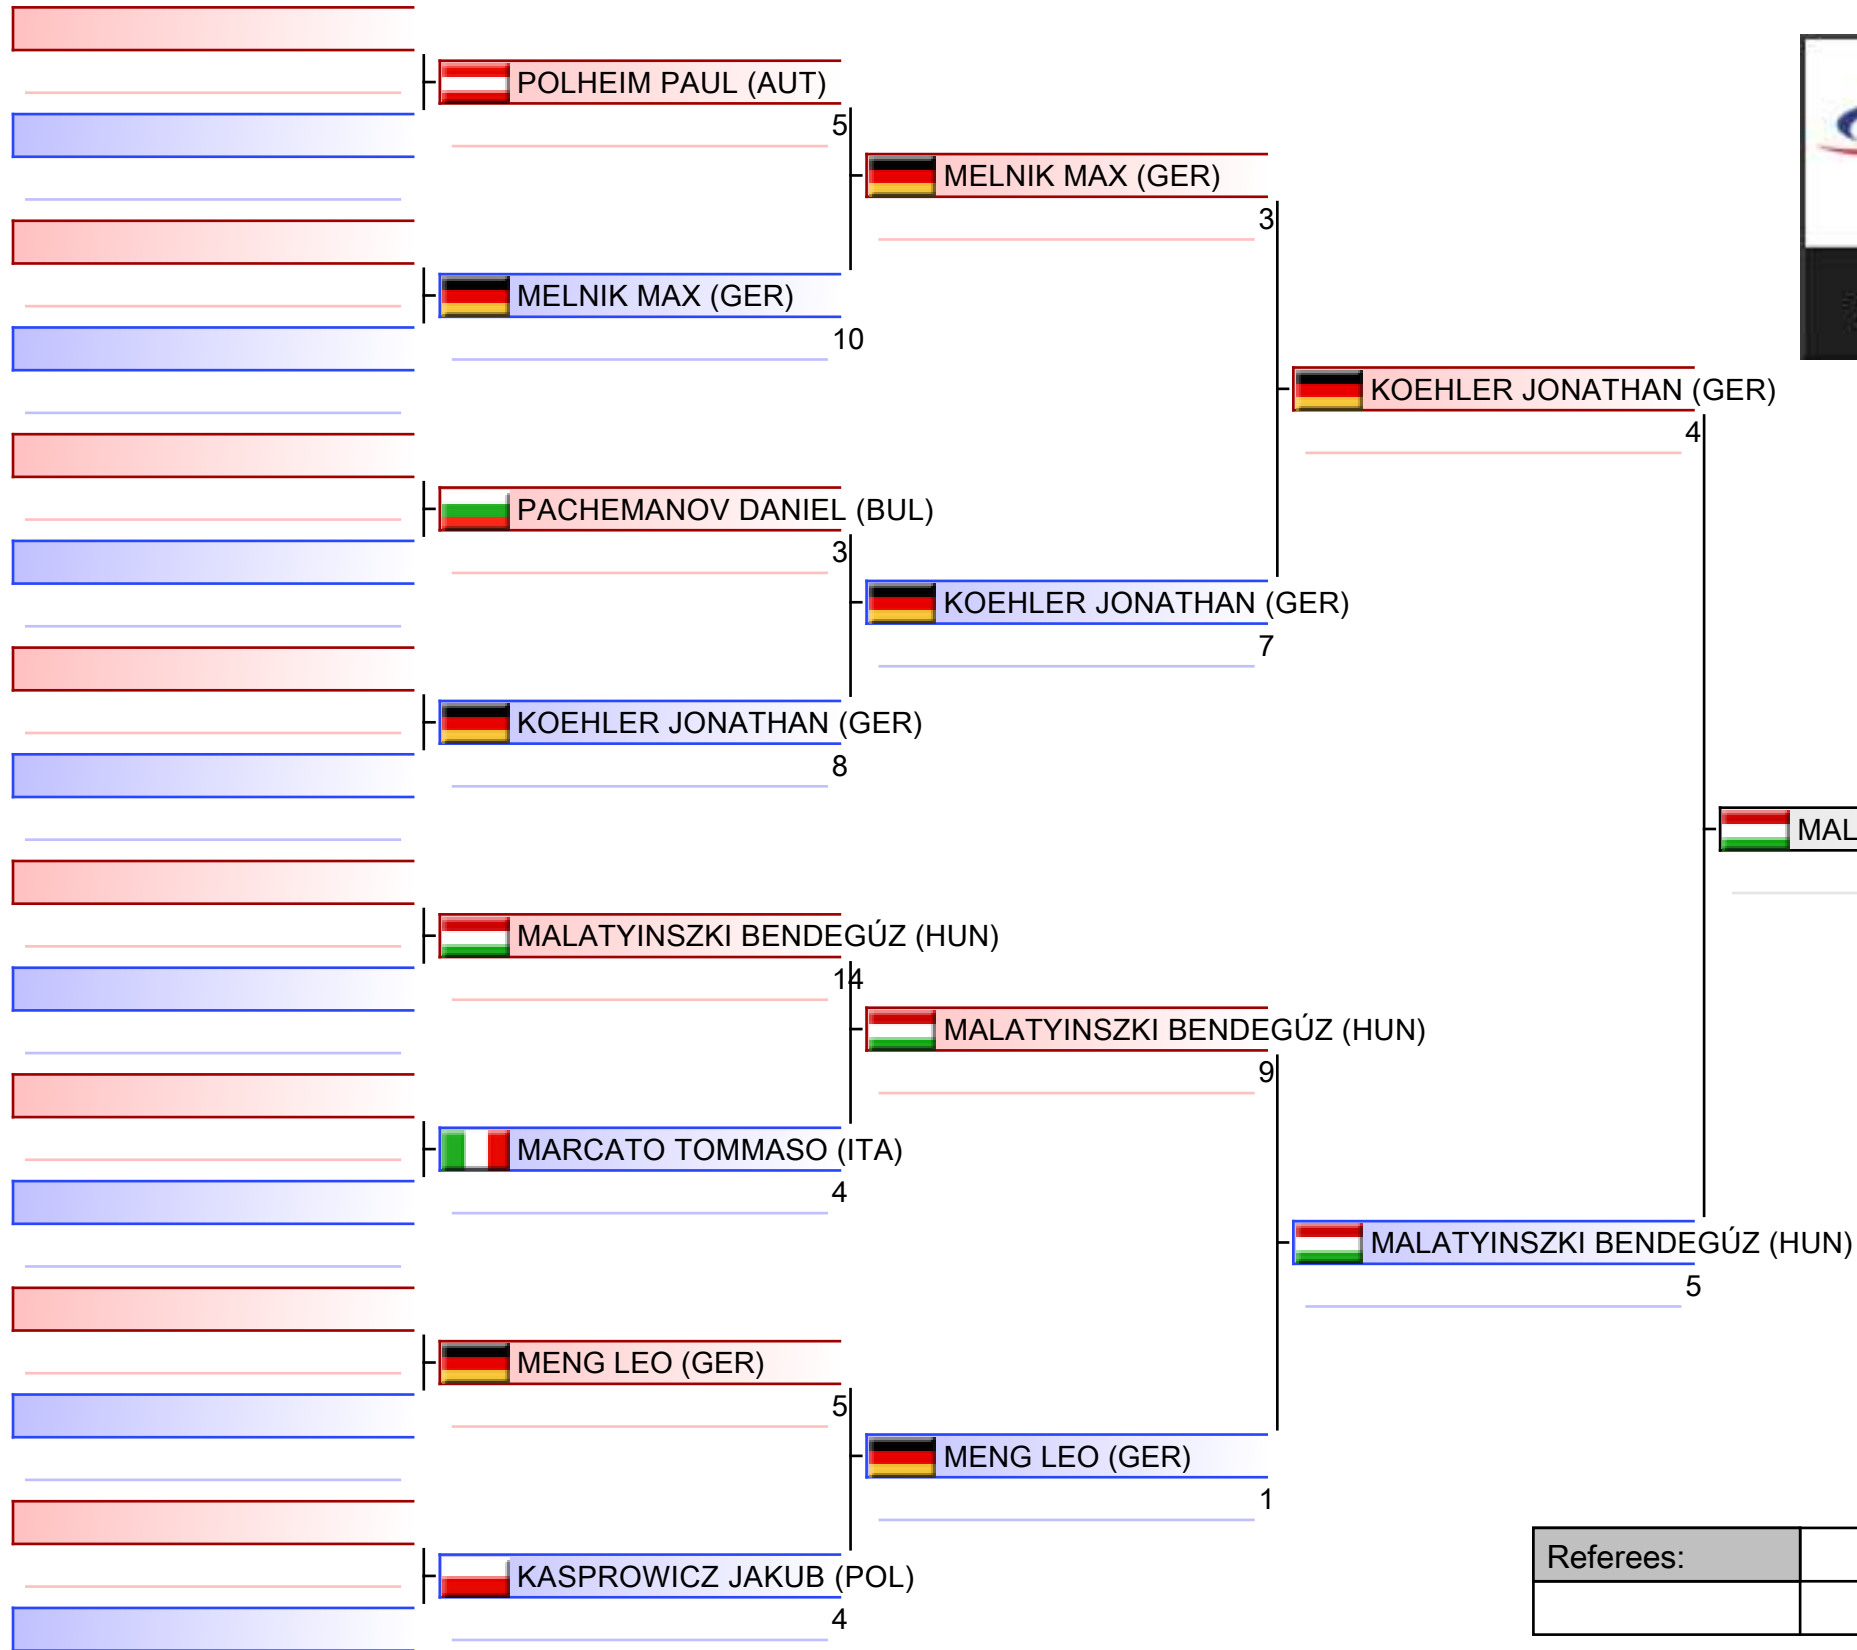 POLHEIM PAUL (AUT)
5
MELNIK MAX (GER)
10
PACHEMANOV DANIEL (BUL)
3
KOEHLER JONATHAN (GER)
8
MALATYINSZKI BENDEGÚZ (HUN)
14
MARCATO TOMMASO (ITA)
4
MENG LEO (GER)
5
KASPROWICZ JAKUB (POL)
4
MELNIK MAX (GER)
3
KOEHLER JONATHAN (GER)
7
MALATYINSZKI BENDEGÚZ (HUN)
9
MENG LEO (GER)
1
KOEHLER JONATHAN (GER)
4
MALATYINSZKI BENDEGÚZ (HUN)
5
MAL
Referees: